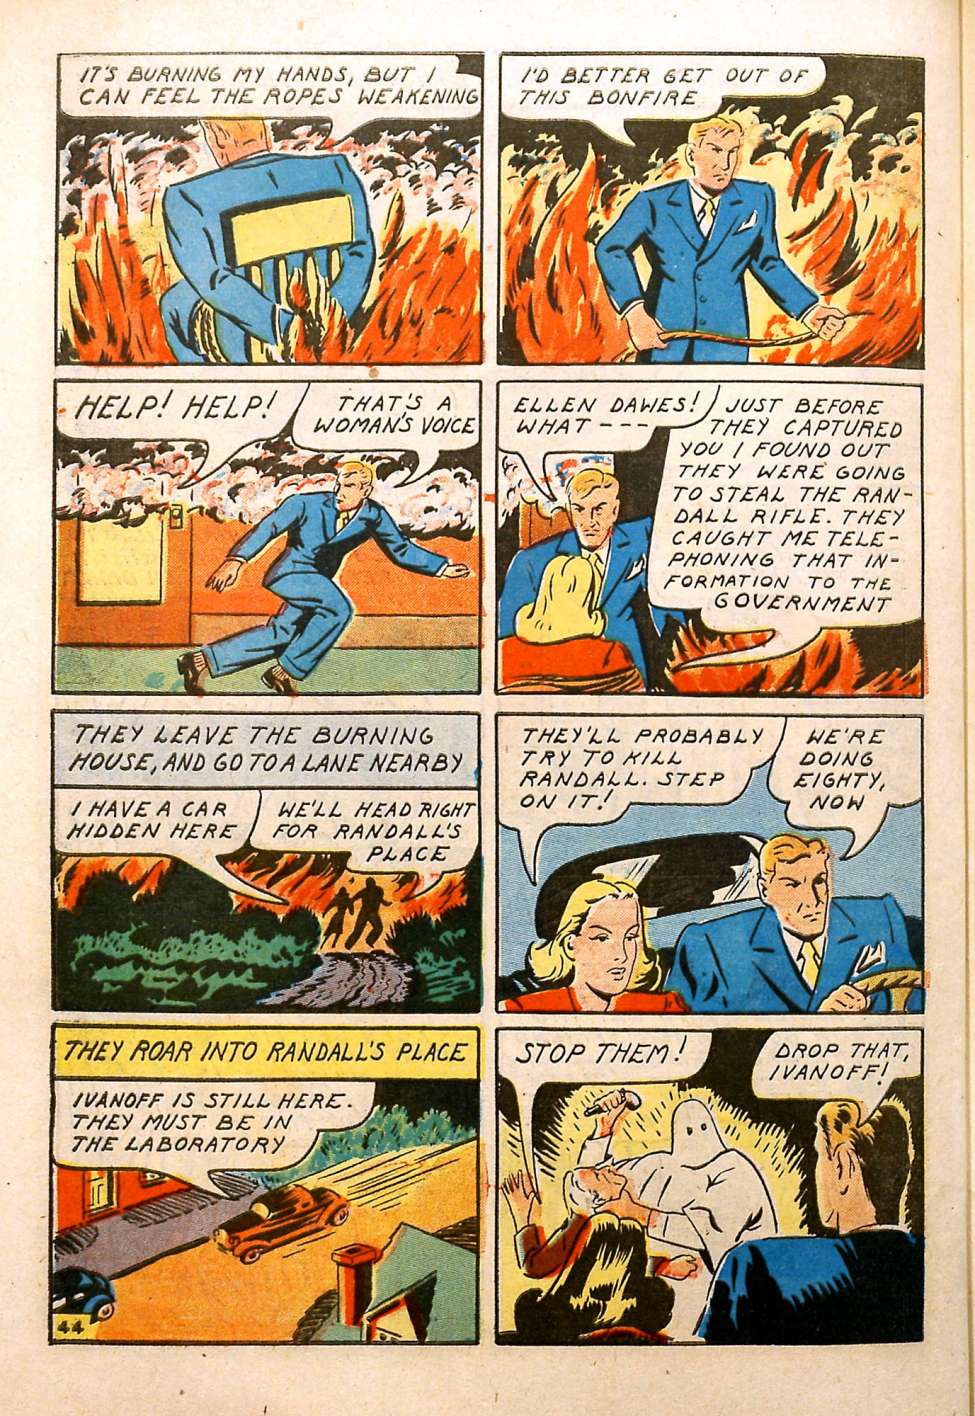 IT'S BURNING MY HANDS, BUT I
CAN FEEL THE ROPES WEAKENING
I'D BETTER GET OUT OF
THIS BONFIRE
HELP! HELP!
THAT'S A
WOMAN'S VOICE
ELLEN DAWES!
WHAT ---
JUST BEFORE
THEY CAPTURED
YOU I FOUND OUT
THEY WERE GOING
TO STEAL THE RAN-
DALL RIFLE. THEY
CAUGHT ME TELE-
PHONING THAT IN-
FORMATION TO THE
GOVERNMENT
THEY LEAVE THE BURNING
HOUSE, AND GO TO A LANE NEARBY
I HAVE A CAR
HIDDEN HERE
WE'LL HEAD RIGHT
FOR RANDALL'S
PLACE
THEY'LL PROBABLY
TRY TO KILL
RANDALL. STEP
ON IT!
WE'RE
DOING
EIGHTY,
NOW
THEY ROAR INTO RANDALL'S PLACE
IVANOFF IS STILL HERE.
THEY MUST BE IN
THE LABORATORY
44
STOP THEM!
DROP THAT,
IVANOFF!